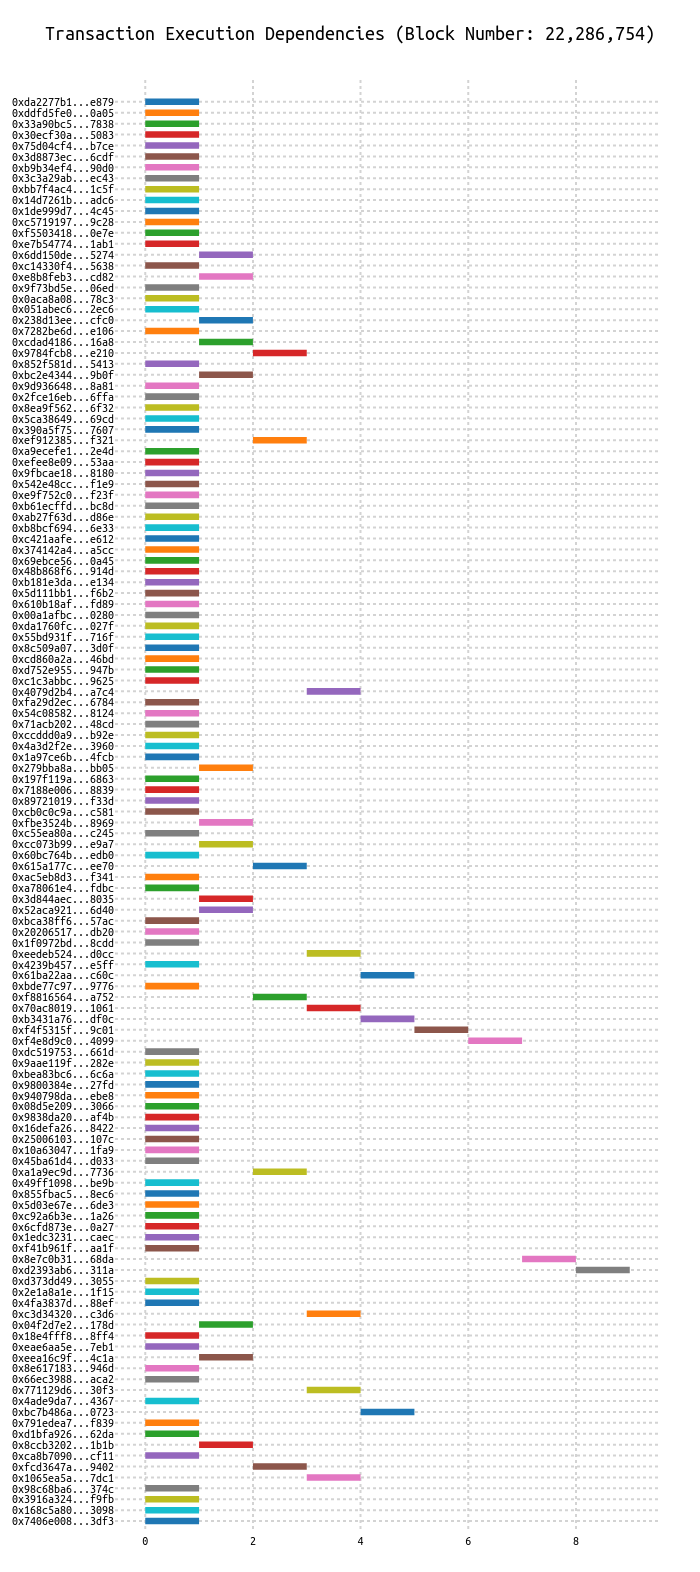 Transaction Execution Dependencies (Block Number: 22,286,754)
0xda2277b1...e879
0xddfd5fe0...0a05
0x33a90bc5...7838
0x30ecf30a...5083
0x75d04cf4...b7ce
0x3d8873ec...6cdf
0xb9b34ef4...90d0
0x3c3a29ab...ec43
0xbb7f4ac4...1c5f
0x14d7261b...adc6
0x1de999d7...4c45
0xc5719197...9c28
0xf5503418...0e7e
0xe7b54774...1ab1
0x6dd150de...5274
0xc14330f4...5638
0xe8b8feb3...cd82
0x9f73bd5e...06ed
0x0aca8a08...78c3
0x051abec6...2ec6
0x238d13ee...cfc0
0x7282be6d...e106
0xcdad4186...16a8
0x9784fcb8...e210
0x852f581d...5413
0xbc2e4344...9b0f
0x9d936648...8a81
0x2fce16eb...6ffa
0x8ea9f562...6f32
0x5ca38649...69cd
0x390a5f75...7607
0xef912385...f321
0xa9ecefe1...2e4d
0xefee8e09...53aa
0x9fbcae18...8180
0x542e48cc...f1e9
0xe9f752c0...f23f
0xb61ecffd...bc8d
0xab27f63d...d86e
0xb8bcf694...6e33
0xc421aafe...e612
0x374142a4...a5cc
0x69ebce56...0a45
0x48b868f6...914d
0xb181e3da...e134
0x5d111bb1...f6b2
0x610b18af...fd89
0x00a1afbc...0280
0xda1760fc...027f
0x55bd931f...716f
0x8c509a07...3d0f
0xcd860a2a...46bd
0xd752e955...947b
0xc1c3abbc...9625
0x4079d2b4...a7c4
0xfa29d2ec...6784
0x54c08582...8124
0x71acb202...48cd
0xccddd0a9...b92e
0x4a3d2f2e...3960
0x1a97ce6b...4fcb
0x279bba8a...bb05
0x197f119a...6863
0x7188e006...8839
0x89721019...f33d
0xcb0c0c9a...c581
0xfbe3524b...8969
0xc55ea80a...c245
0xcc073b99...e9a7
0x60bc764b...edb0
0x615a177c...ee70
0xac5eb8d3...f341
0xa78061e4...fdbc
0x3d844aec...8035
0x52aca921...6d40
0xbca38ff6...57ac
0x20206517...db20
0x1f0972bd...8cdd
0xeedeb524...d0cc
0x4239b457...e5ff
0x61ba22aa...c60c
0xbde77c97...9776
0xf8816564...a752
0x70ac8019...1061
0xb3431a76...df0c
0xf4f5315f...9c01
0xf4e8d9c0...4099
0xdc519753...661d
0x9aae119f...282e
0xbea83bc6...6c6a
0x9800384e...27fd
0x940798da...ebe8
0x08d5e209...3066
0x9838da20...af4b
0x16defa26...8422
0x25006103...107c
0x10a63047...1fa9
0x45ba61d4...d033
0xa1a9ec9d...7736
0x49ff1098...be9b
0x855fbac5...8ec6
0x5d03e67e...6de3
0xc92a6b3e...1a26
0x6cfd873e...0a27
0x1edc3231...caec
0xf41b961f...aa1f
0x8e7c0b31...68da
0xd2393ab6...311a
0xd373dd49...3055
0x2e1a8a1e...1f15
0x4fa3837d...88ef
0xc3d34320...c3d6
0x04f2d7e2...178d
0x18e4fff8...8ff4
0xeae6aa5e...7eb1
0xeea16c9f...4c1a
0x8e617183...946d
0x66ec3988...aca2
0x771129d6...30f3
0x4ade9da7...4367
0xbc7b486a...0723
0x791edea7...f839
0xd1bfa926...62da
0x8ccb3202...1b1b
0xca8b7090...cf11
0xfcd3647a...9402
0x1065ea5a...7dc1
0x98c68ba6...374c
0x3916a324...f9fb
0x168c5a80...3098
0x7406e008...3df3
0 2 4 6 8